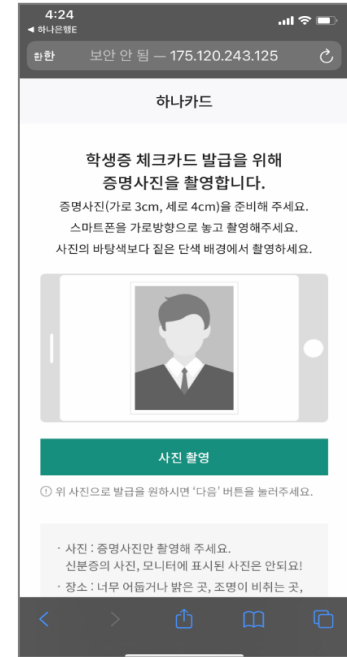 4:24
◀ 하나은행E
한한 보안 안 됨 — 175.120.243.125
하나카드
학생증 체크카드 발급을 위해
증명사진을 촬영합니다.
증명사진(가로 3cm, 세로 4cm)을 준비해 주세요.
스마트폰을 가로방향으로 놓고 촬영해주세요.
사진의 바탕색보다 짙은 단색 배경에서 촬영하세요.
사진 촬영
! 위 사진으로 발급을 원하시면 '다음' 버튼을 눌러주세요.
· 사진 : 증명사진만 촬영해 주세요.
신분증의 사진, 모니터에 표시된 사진은 안되요!
· 장소 : 너무 어둡거나 밝은 곳, 조명이 비취는 곳,